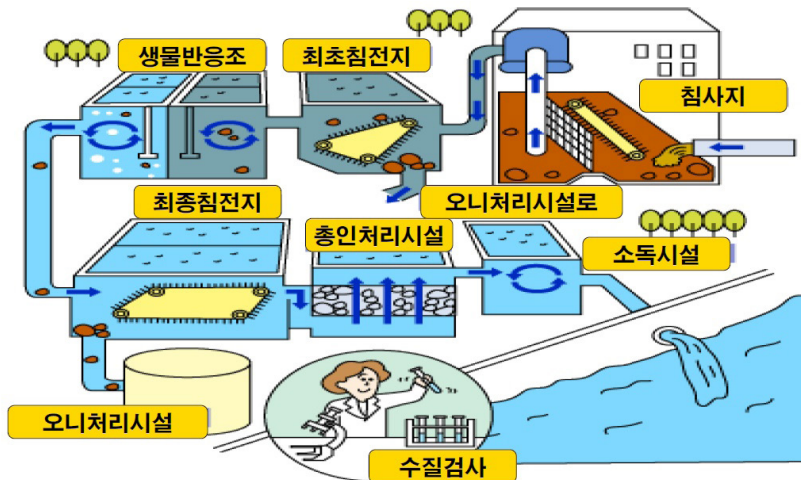 생물반응조
최초침전지
침사지
최종침전지
오니처리시설로
총인처리시설
소독시설
오니처리시설
수질검사